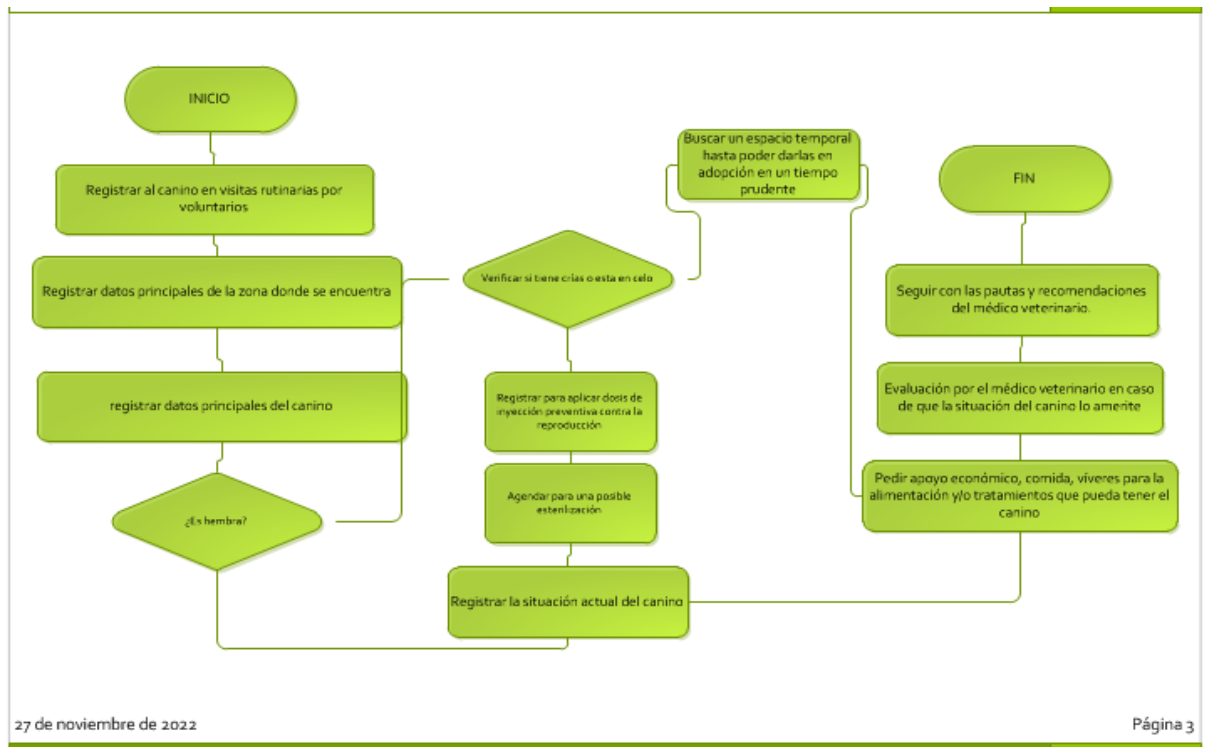 INICIO
Registrar al canino en visitas rutinarias por
voluntarios
Registrar datos principales de la zona donde se encuentra
registrar datos principales del canino
¿Es hembra?
Verificar si tiene crías o esta en celo
Registrar para aplicar dosis de
inyección preventiva contra la
reproducción
Agendar para una posible
esterilización
Registrar la situación actual del canino
Buscar un espacio temporal
hasta poder darlas en
adopción en un tiempo
prudente
FIN
Seguir con las pautas y recomendaciones
del médico veterinario.
Evaluación por el médico veterinario en caso
de que la situación del canino lo amerite
Pedir apoyo económico, comida, víveres para la
alimentación y/o tratamientos que pueda tener el
canino
27 de noviembre de 2022
Página 3